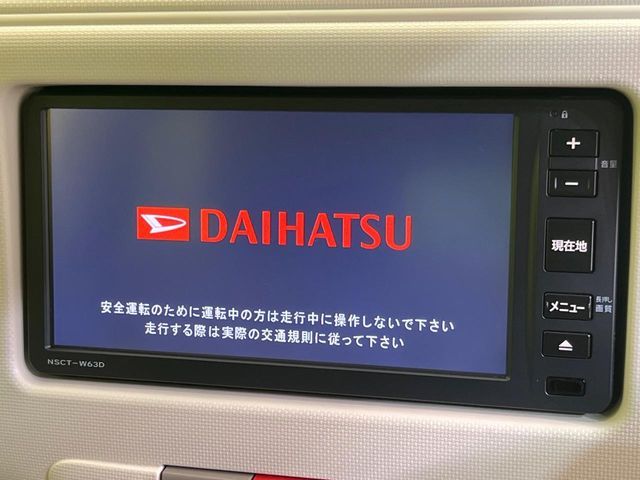 DAIHATSU
安全運転のために運転中の方は走行中に操作しないで下さい
走行する際は実際の交通規則に従って下さい
NSCT-W63D
+
音量
-
現在地
メニュー
長押し
画質